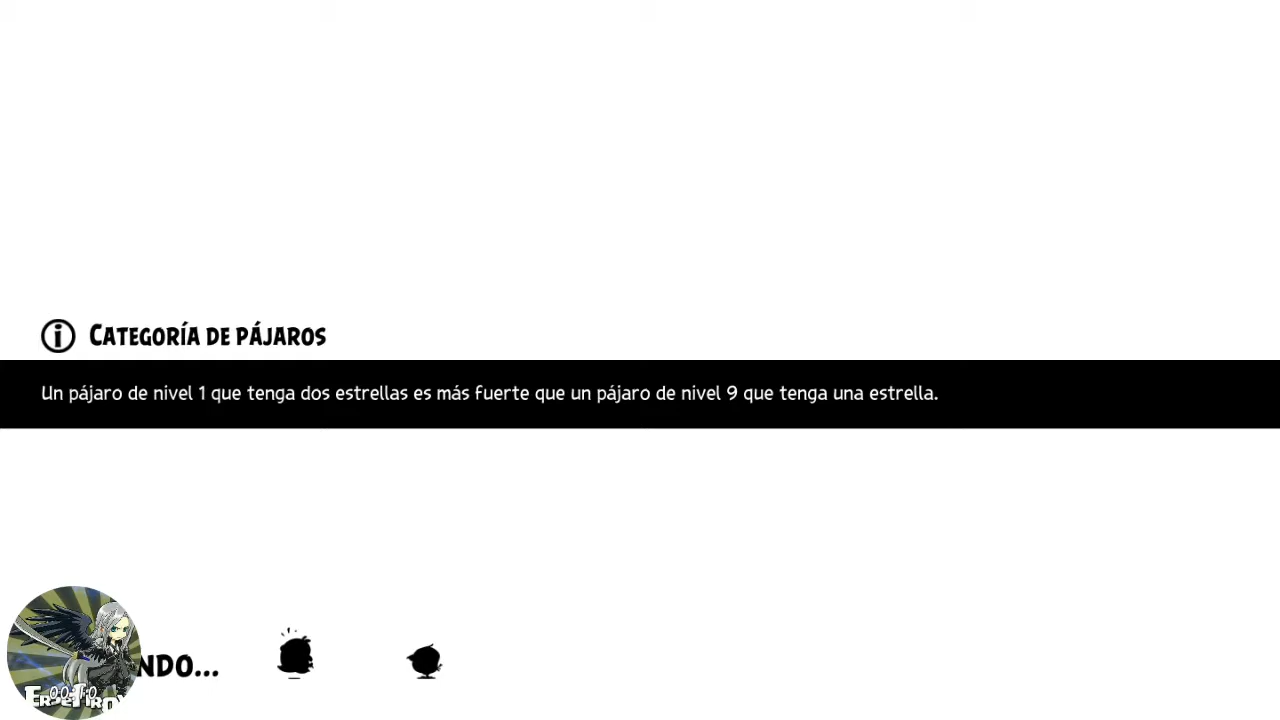 CATEGORÍA DE PÁJAROS
Un pájaro de nivel 1 que tenga dos estrellas es más fuerte que un pájaro de nivel 9 que tenga una estrella.
NDO...